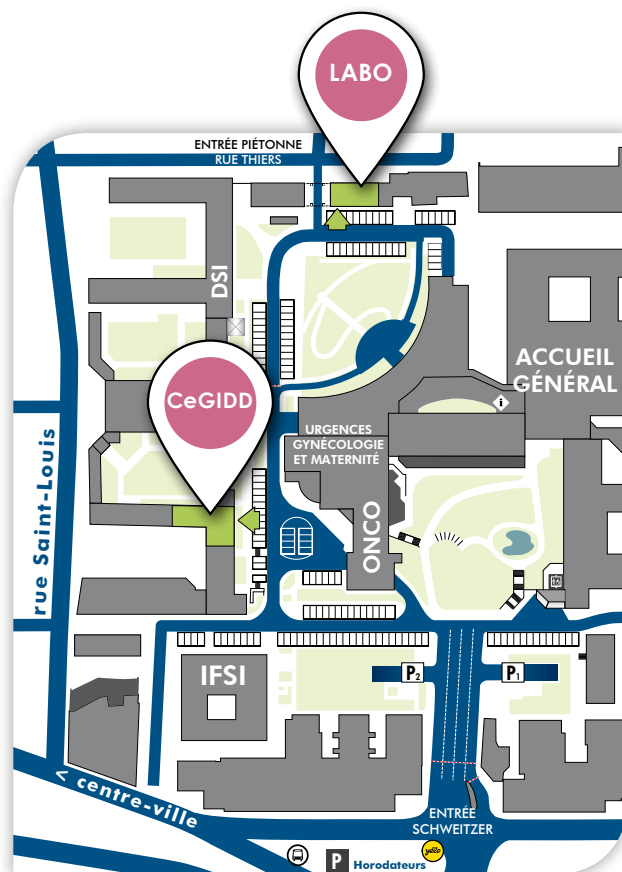 LABO
ENTRÉE PIÉTONNE
RUE THIERS
DSI
ACCUEIL
GÉNÉRAL
i
CeGIDD
URGENCES
GYNÉCOLOGIE
ET MATERNITÉ
ONCO
rue Saint-Louis
IFSI
P2
P1
< centre-ville
ENTRÉE
SCHWEITZER
yélo
P Horodateurs